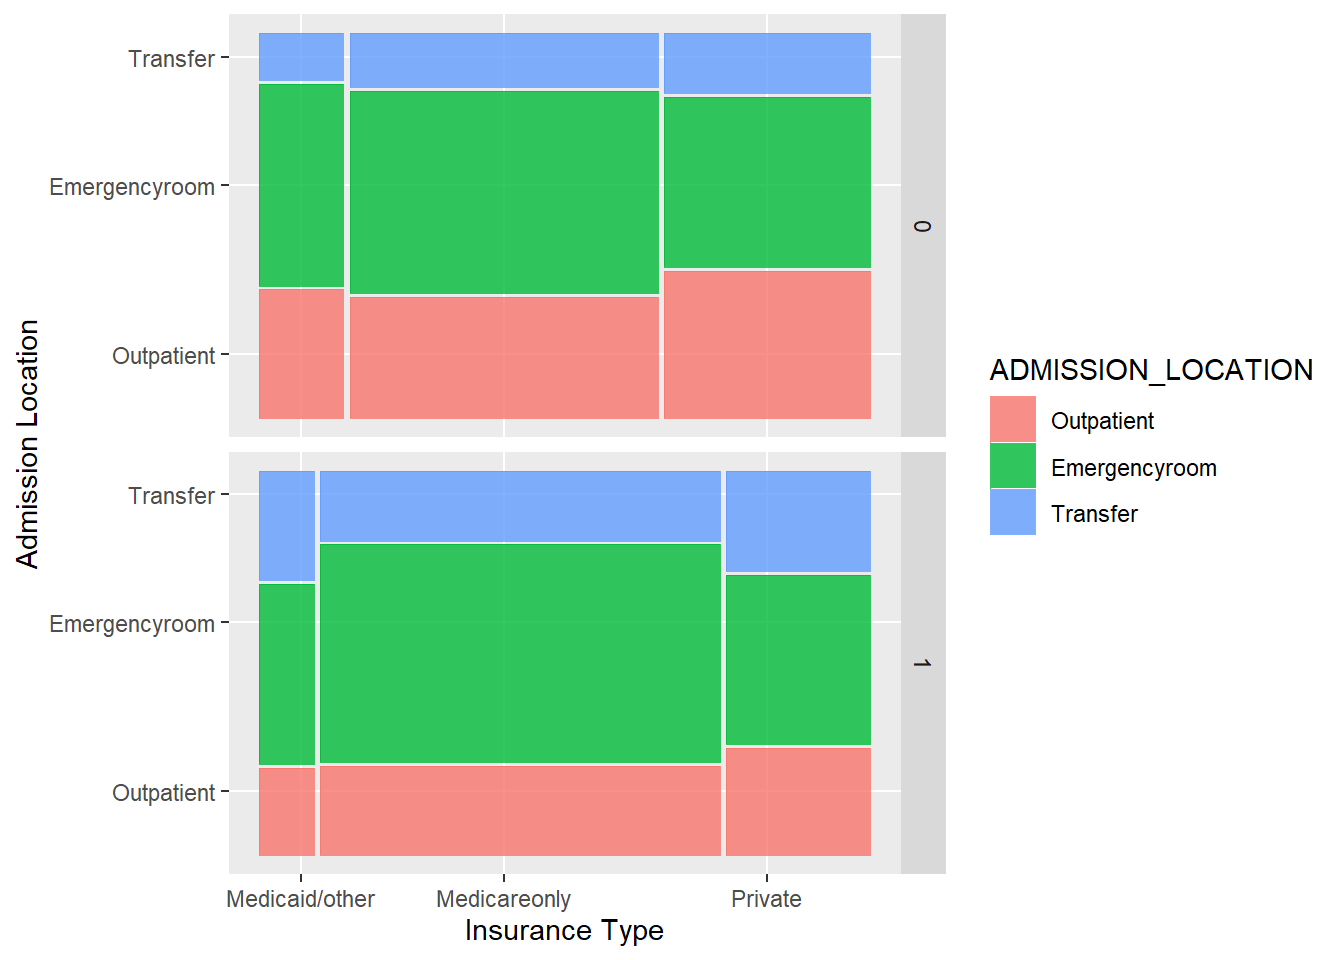 Transfer
Emergencyroom
Outpatient
0
Transfer
Emergencyroom
Outpatient
1
Medicaid/other
Medicareonly
Private
Insurance Type
Admission Location
ADMISSION_LOCATION
Outpatient
Emergencyroom
Transfer